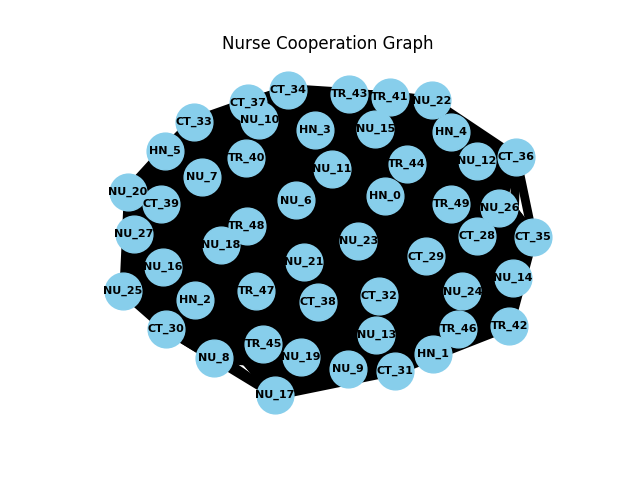 Nurse Cooperation Graph
CT_34
TR_43
TR_41
NU_22
CT_37
NU_10
CT_33
HN_3
NU_15
HN_4
HN_5
TR_40
NU_11
TR_44
NU_12
CT_36
NU_7
NU_20
CT_39
NU_6
HN_0
TR_49
NU_26
TR_48
NU_27
NU_18
NU_23
CT_28
CT_35
NU_16
NU_21
CT_29
NU_14
NU_25
HN_2
TR_47
CT_38
CT_32
NU_24
CT_30
NU_13
TR_46
TR_42
NU_8
TR_45
NU_19
NU_9
CT_31
HN_1
NU_17